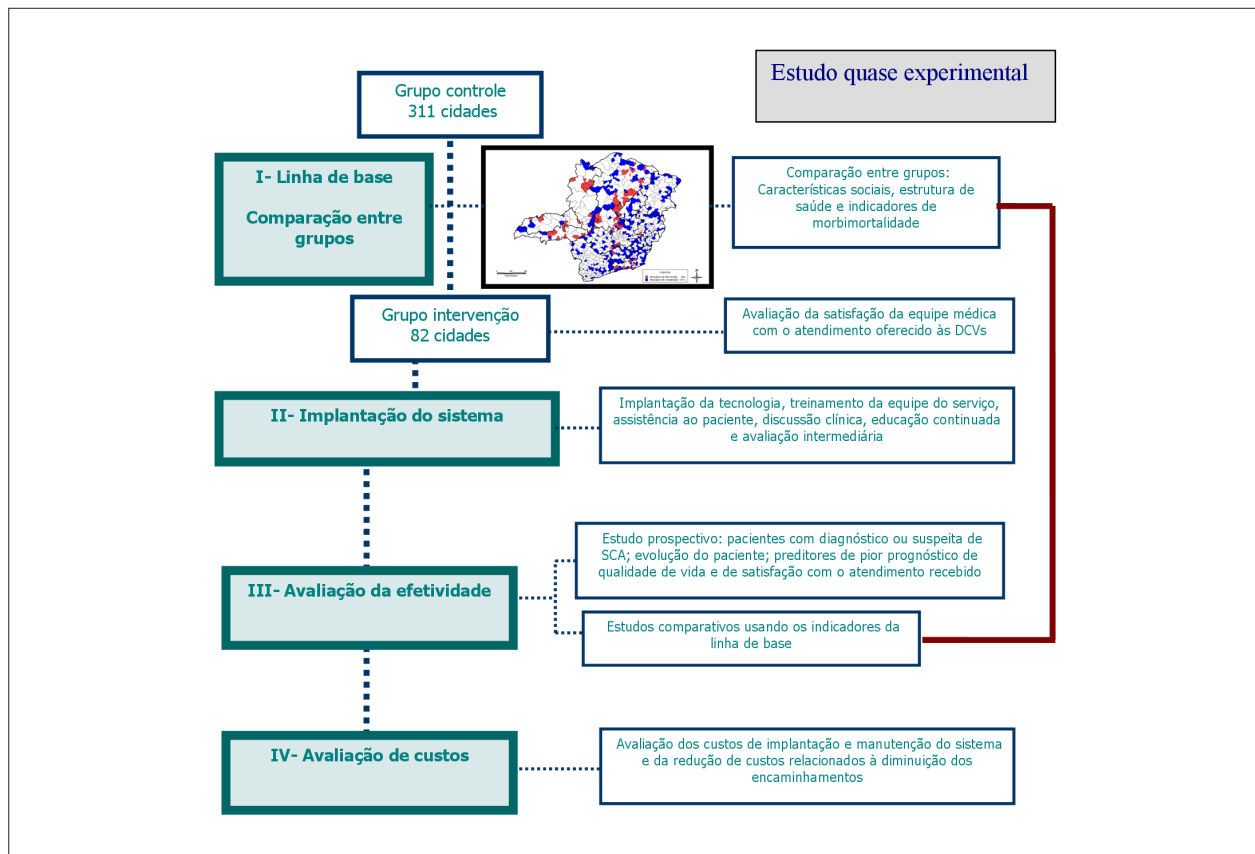 Estudo quase experimental
Grupo controle
311 cidades
I- Linha de base
Comparação entre
grupos
Comparação entre grupos:
Características sociais, estrutura de
saúde e indicadores de
morbimortalidade
Grupo intervenção
82 cidades
Avaliação da satisfação da equipe médica
com o atendimento oferecido às DCVs
II- Implantação do sistema
Implantação da tecnologia, treinamento da equipe do serviço,
assistência ao paciente, discussão clínica, educação continuada
e avaliação intermediária
Estudo prospectivo: pacientes com diagnóstico ou suspeita de
SCA; evolução do paciente; preditores de pior prognóstico de
qualidade de vida e de satisfação com o atendimento recebido
III- Avaliação da efetividade
Estudos comparativos usando os indicadores da
linha de base
IV- Avaliação de custos
Avaliação dos custos de implantação e manutenção do sistema
e da redução de custos relacionados à diminuição dos
encaminhamentos